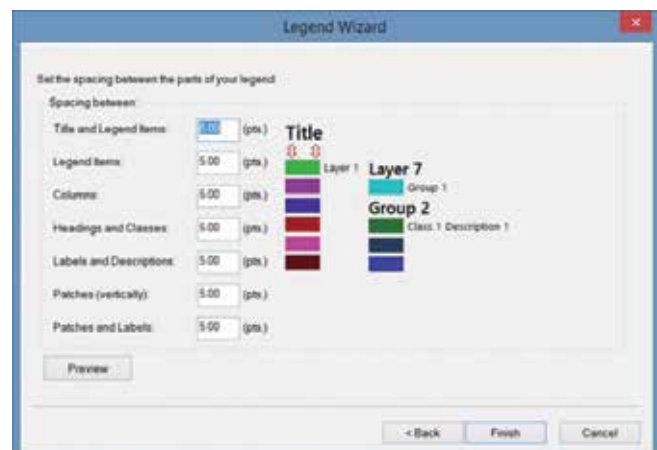 Legend Wizard
Set the spacing between the parts of your legend
Spacing between:
Title and Legend Items: (pts.)
Legend Items: 5.00 (pts.)
Columns: 5.00 (pts.)
Headings and Classes: 5.00 (pts.)
Labels and Descriptions: 5.00 (pts.)
Patches (vertically): 5.00 (pts.)
Patches and Labels: 5.00 (pts.)
Title
Layer 1
Layer 7
Group 1
Group 2
Class 1 Description 1
Preview
< Back Finish Cancel